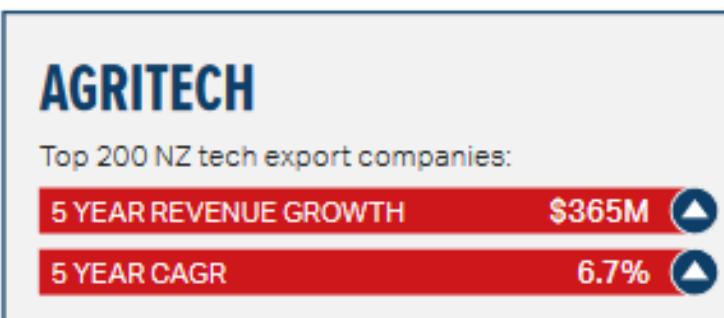 AGRITECH
Top 200 NZ tech export companies:
5 YEAR REVENUE GROWTH $365M
5 YEAR CAGR 6.7%